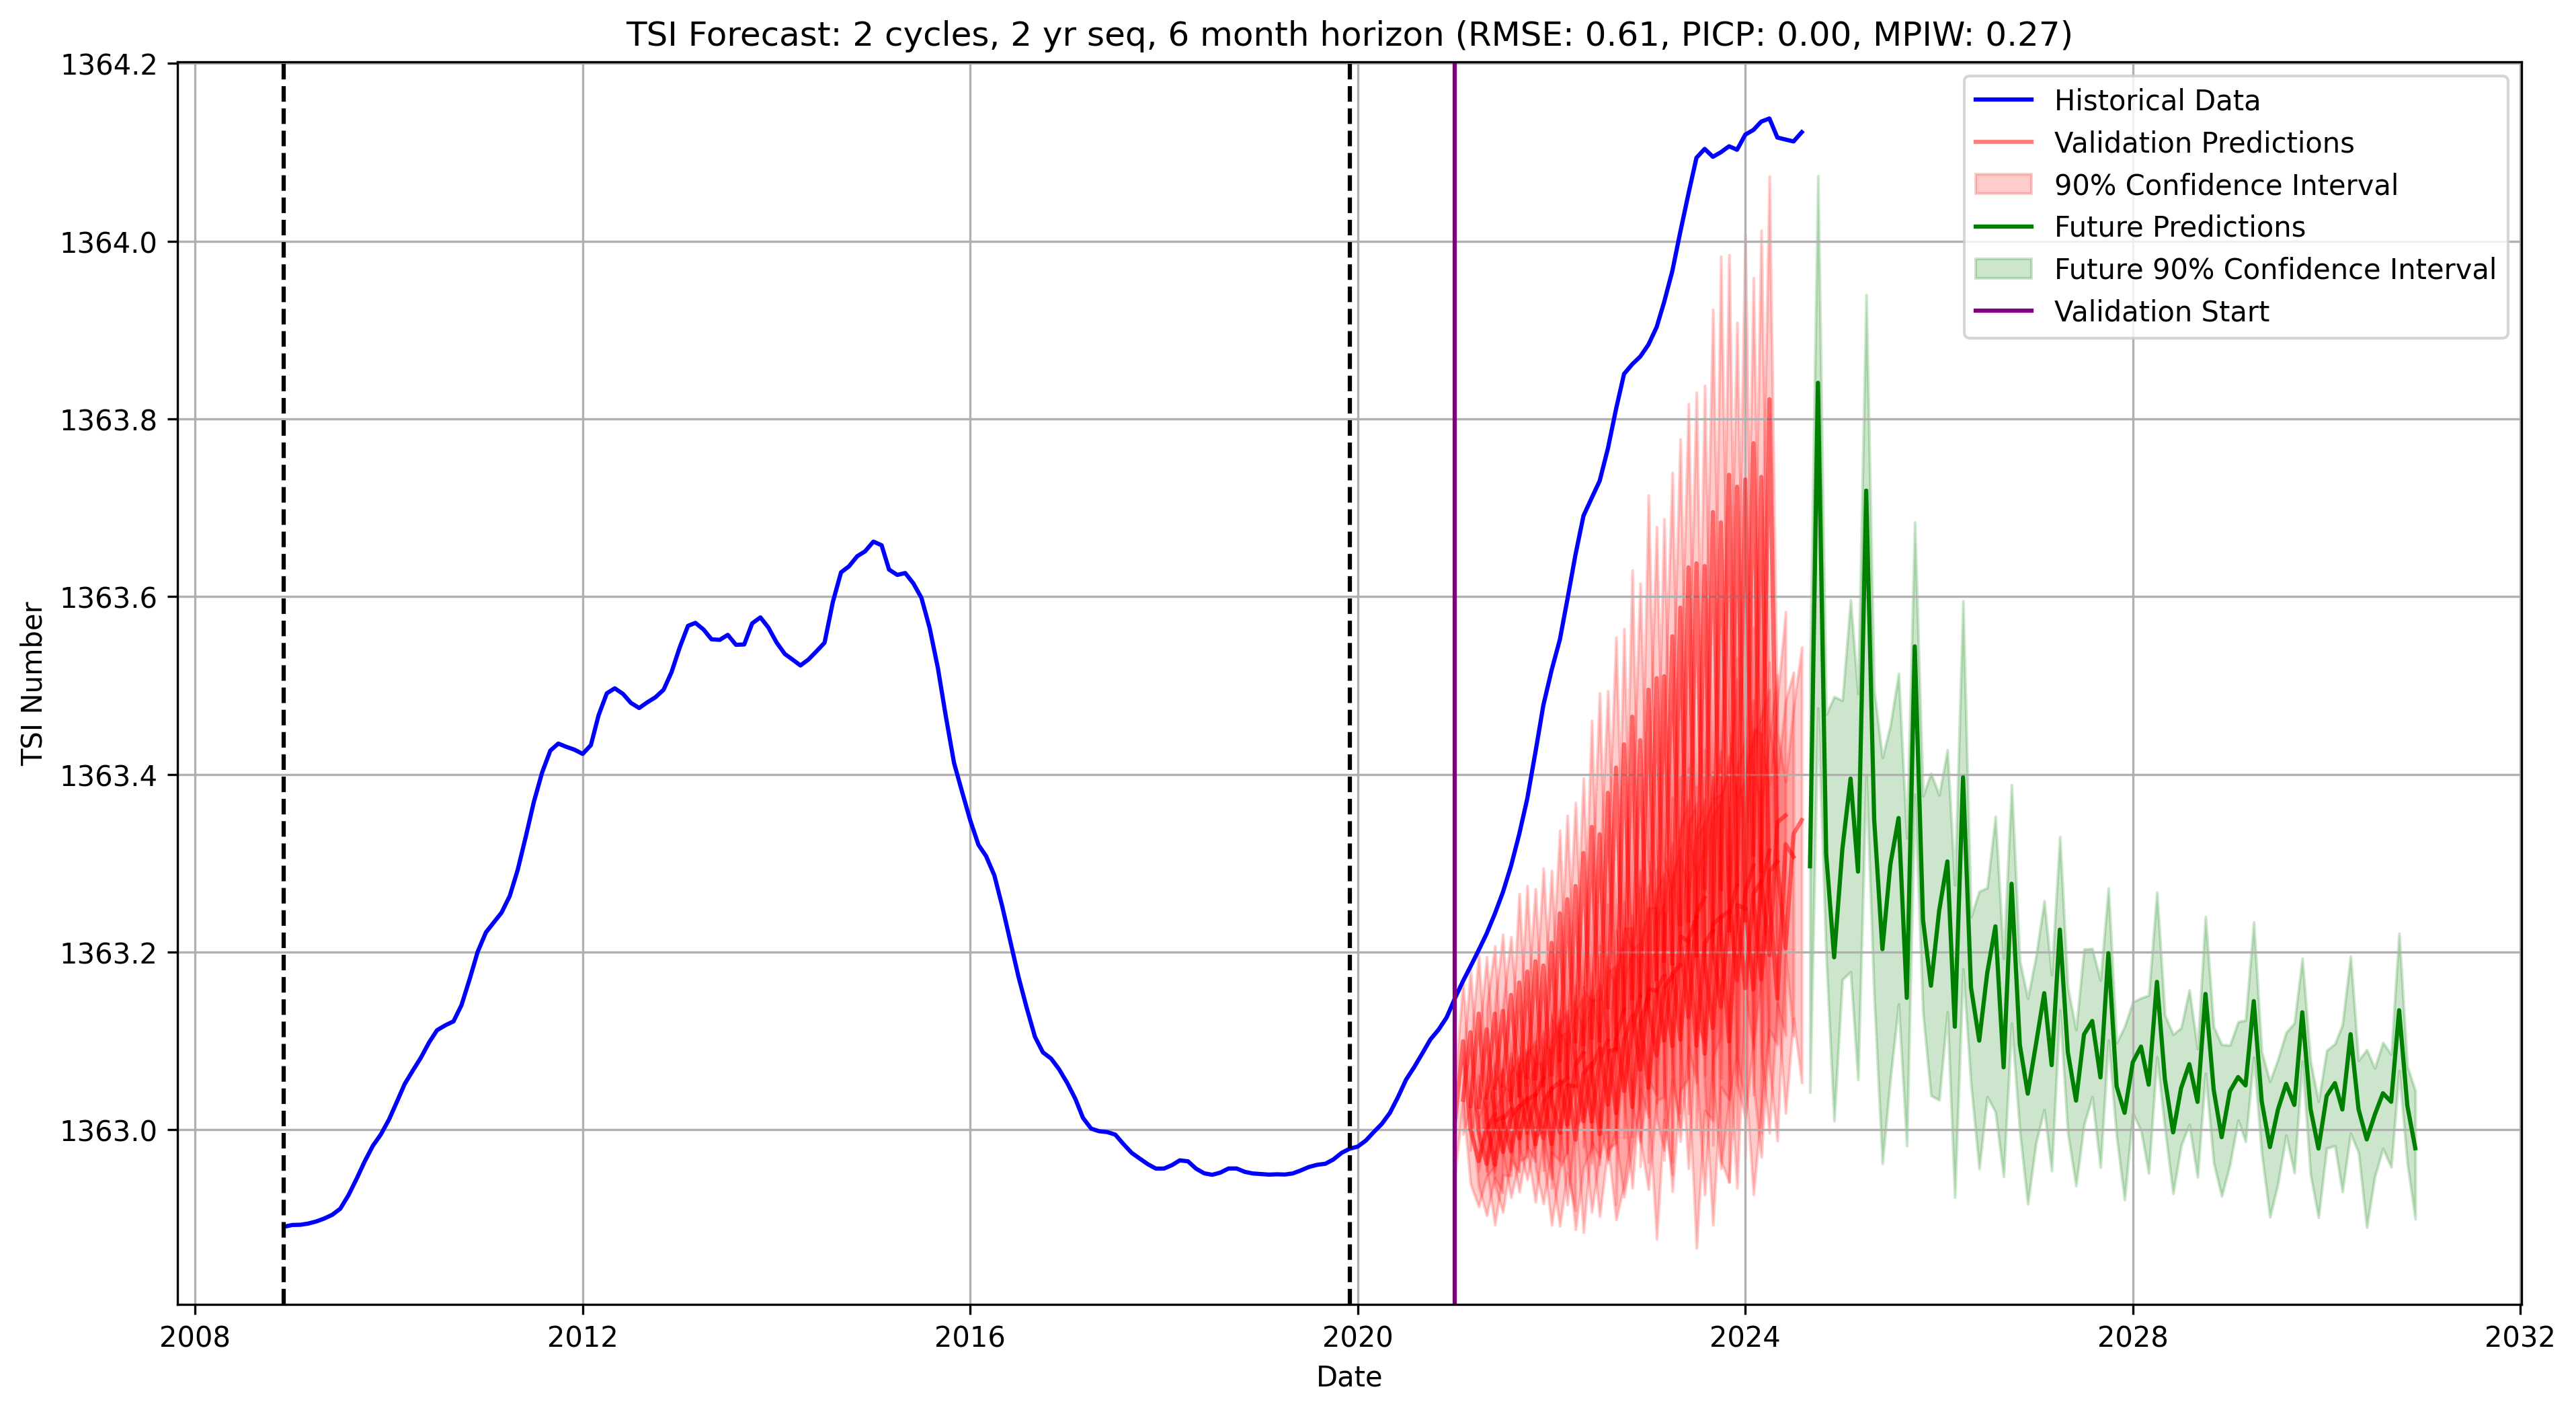 TSI Forecast: 2 cycles, 2 yr seq, 6 month horizon (RMSE: 0.61, PICP: 0.00, MPIW: 0.27)
Historical Data
Validation Predictions
90% Confidence Interval
Future Predictions
Future 90% Confidence Interval
Validation Start
TSI Number
1364.2
1364.0
1363.8
1363.6
1363.4
1363.2
1363.0
2008
2012
2016
2020
2024
2028
2032
Date